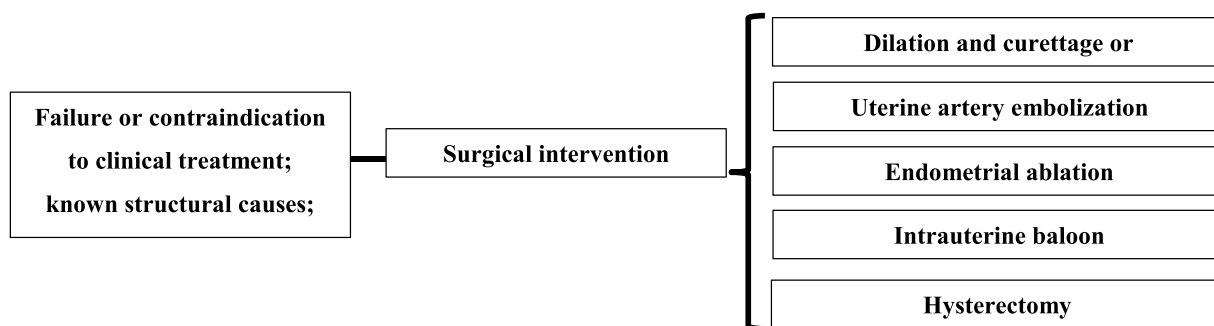 Failure or contraindication
to clinical treatment;
known structural causes;
Surgical intervention
Dilation and curettage or
Uterine artery embolization
Endometrial ablation
Intrauterine baloon
Hysterectomy